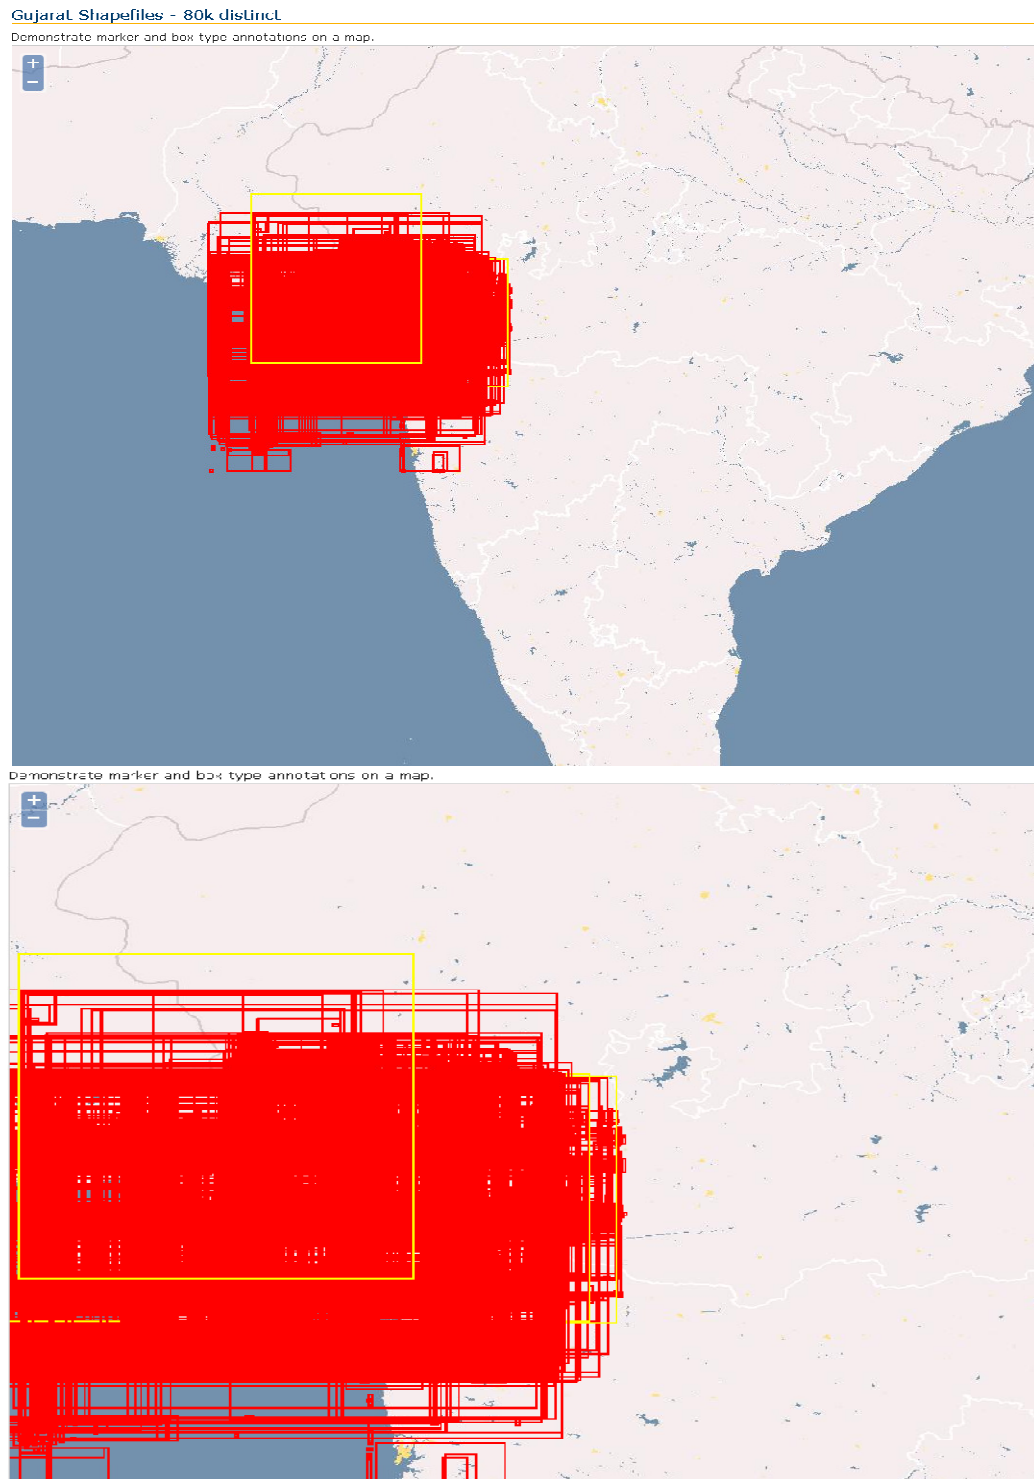 Gujarat Shapefiles - 80k distinct
Demonstrate marker and box type annotations on a map.
+
−
Demonstrate marker and box type annotations on a map.
+
−